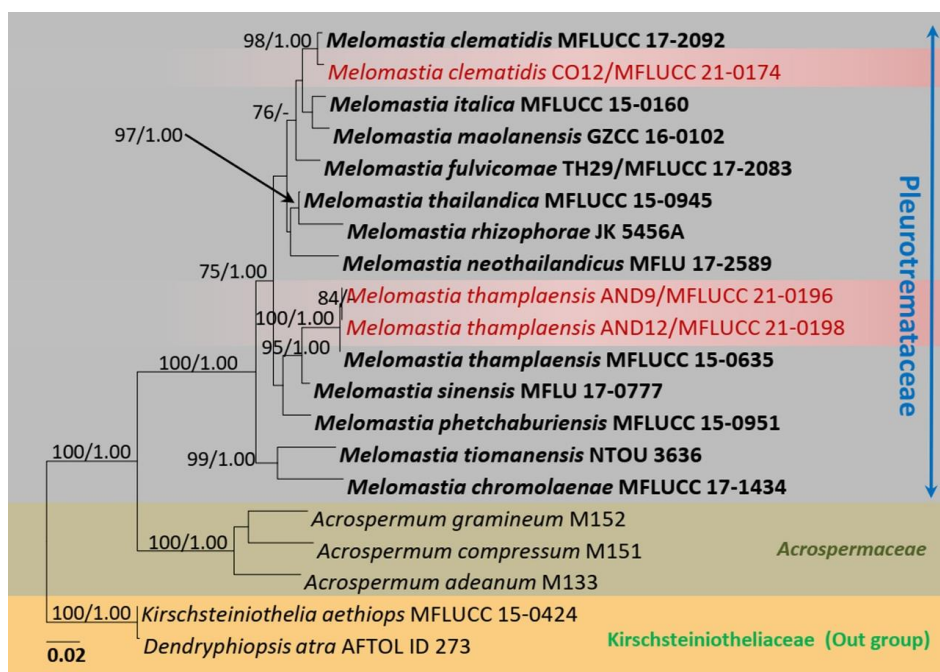 98/1.00 Melomastia clematidis MFLUCC 17-2092
Melomastia clematidis CO12/MFLUCC 21-0174
Melomastia italica MFLUCC 15-0160
76/-
97/1.00 Melomastia maolanensis GZCC 16-0102
Melomastia fulvicomae TH29/MFLUCC 17-2083
Melomastia thailandica MFLUCC 15-0945
Melomastia rhizophorae JK 5456A
Melomastia neothailandicus MFLU 17-2589
75/1.00
84/- Melomastia thamplaensis AND9/MFLUCC 21-0196
100/1.00 Melomastia thamplaensis AND12/MFLUCC 21-0198
95/1.00 Melomastia thamplaensis MFLUCC 15-0635
100/1.00
Melomastia sinensis MFLU 17-0777
Melomastia phetchaburiensis MFLUCC 15-0951
100/1.00 99/1.00 Melomastia tiomanensis NTOU 3636
Melomastia chromolaenae MFLUCC 17-1434
Pleurotremataceae
Acrospermum gramineum M152
100/1.00 Acrospermum compressum M151 Acrospermaceae
Acrospermum adeanum M133
100/1.00 Kirschsteiniothelia aethiops MFLUCC 15-0424
Dendryphiopsis atra AFTOL ID 273 Kirschsteiniotheliaceae (Out group)
0.02